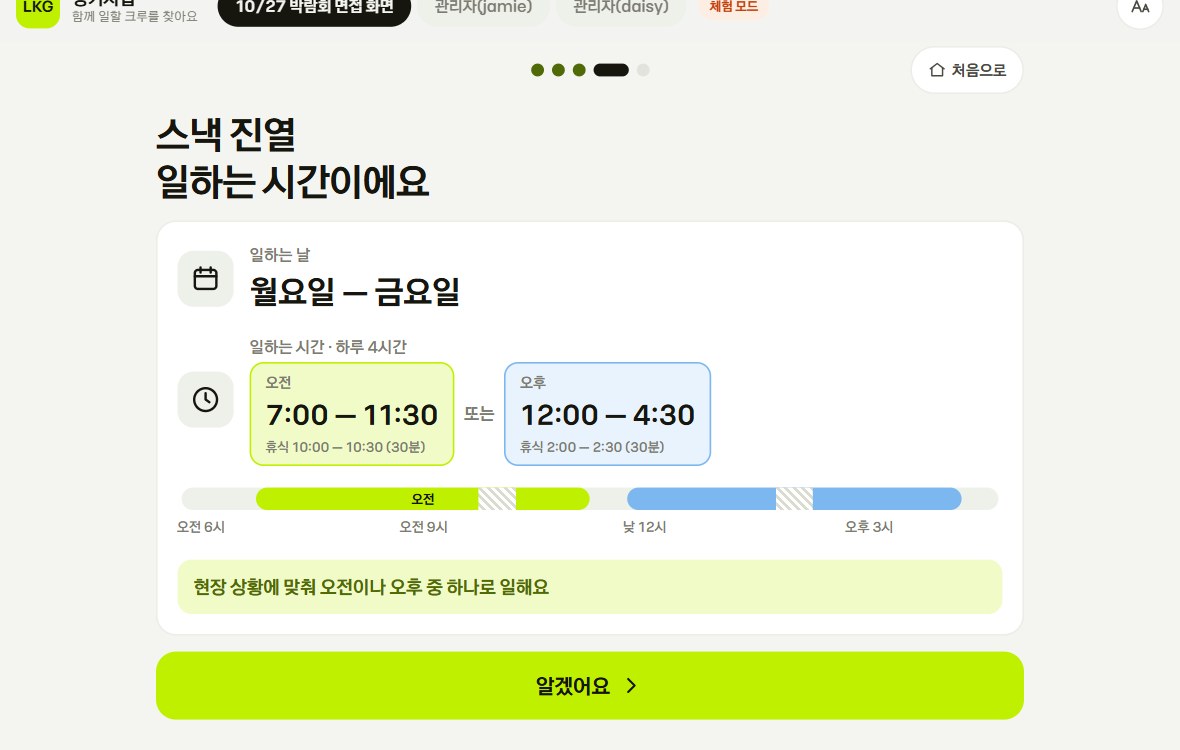 LKG
함께 일할 크루를 찾아요
10/27 박람회 면접 화면
관리자(jamie)
관리자(daisy)
체험 모드
AA
처음으로
스낵 진열
일하는 시간이에요
일하는 날
월요일 — 금요일
일하는 시간 · 하루 4시간
오전
7:00 — 11:30
휴식 10:00 — 10:30 (30분)
또는
오후
12:00 — 4:30
휴식 2:00 — 2:30 (30분)
오전
오전 6시
오전 9시
낮 12시
오후 3시
현장 상황에 맞춰 오전이나 오후 중 하나로 일해요
알겠어요